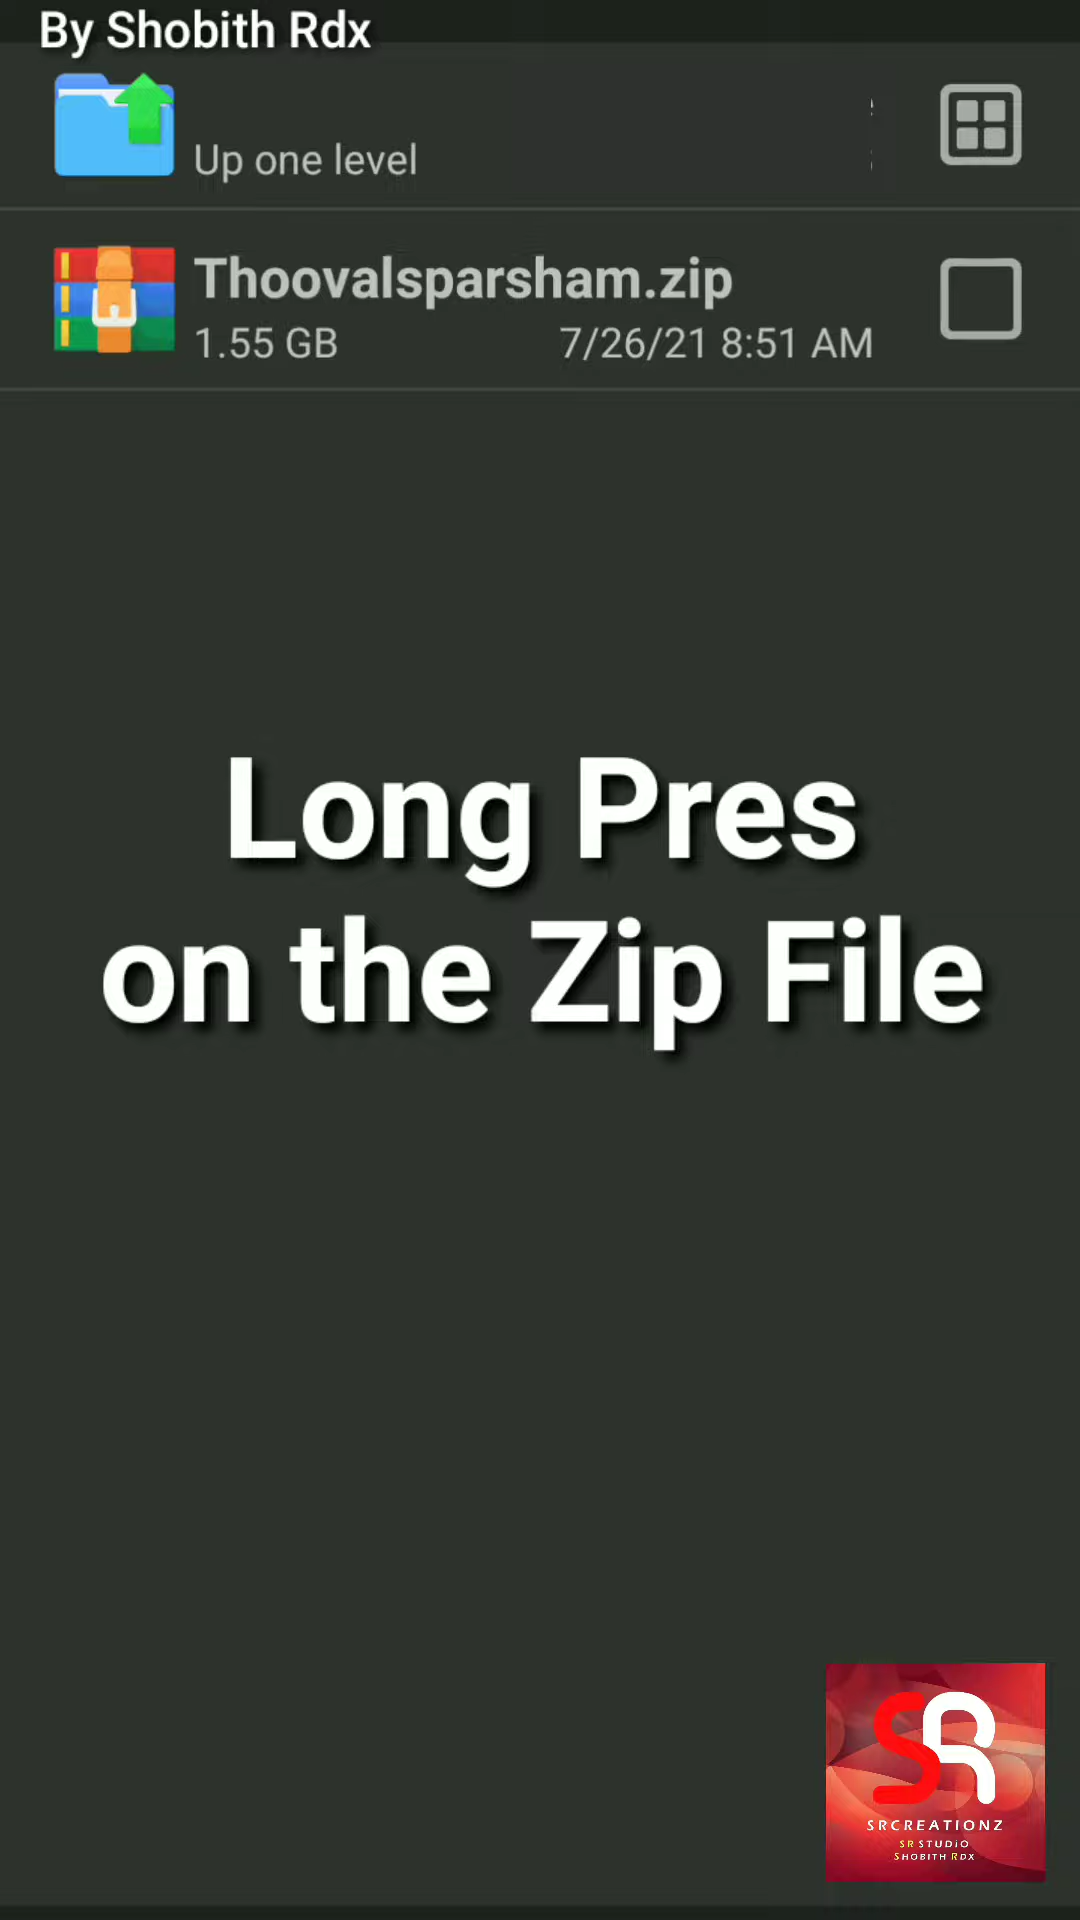 By Shobith Rdx
Up one level
Thoovalsparsham.zip
1.55 GB 7/26/21 8:51 AM
Long Pres
on the Zip File
SR
SRCREATIONZ
SR STUDiO
SHOBITH RDX